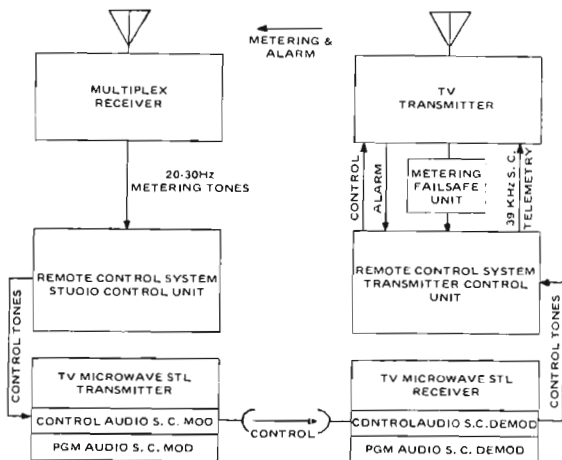 METERING &
ALARM
MULTIPLEX
RECEIVER
TV
TRANSMITTER
20-30Hz
METERING TONES
CONTROL
ALARM
METERING
FAILSAFE
UNIT
39 KHz S.C.
TELEMETRY
REMOTE CONTROL SYSTEM
STUDIO CONTROL UNIT
REMOTE CONTROL SYSTEM
TRANSMITTER CONTROL
UNIT
CONTROL TONES
CONTROL TONES
TV MICROWAVE STL
TRANSMITTER
CONTROL AUDIO S. C. MOO
PGM AUDIO S. C. MOD
CONTROL
TV MICROWAVE STL
RECEIVER
CONTROLAUDIO S.C.DEMOD
PGM AUDIO S.C.DEMOD